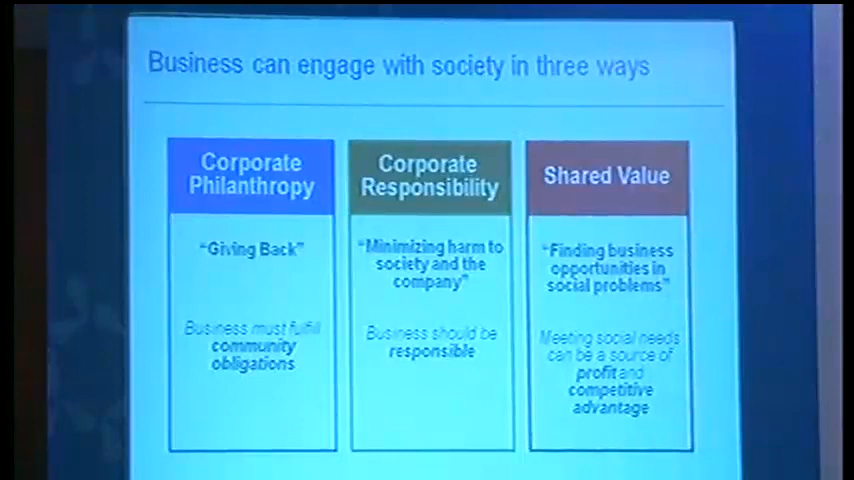 Business can engage with society in three ways
Corporate
Philanthropy
"Giving Back"
Business must fulfill
community
obligations
Corporate
Responsibility
"Minimizing harm to
society and the
company"
Business should be
responsible
Shared Value
"Finding business
opportunities in
social problems"
Meeting social needs
can be a source of
profit and
competitive
advantage